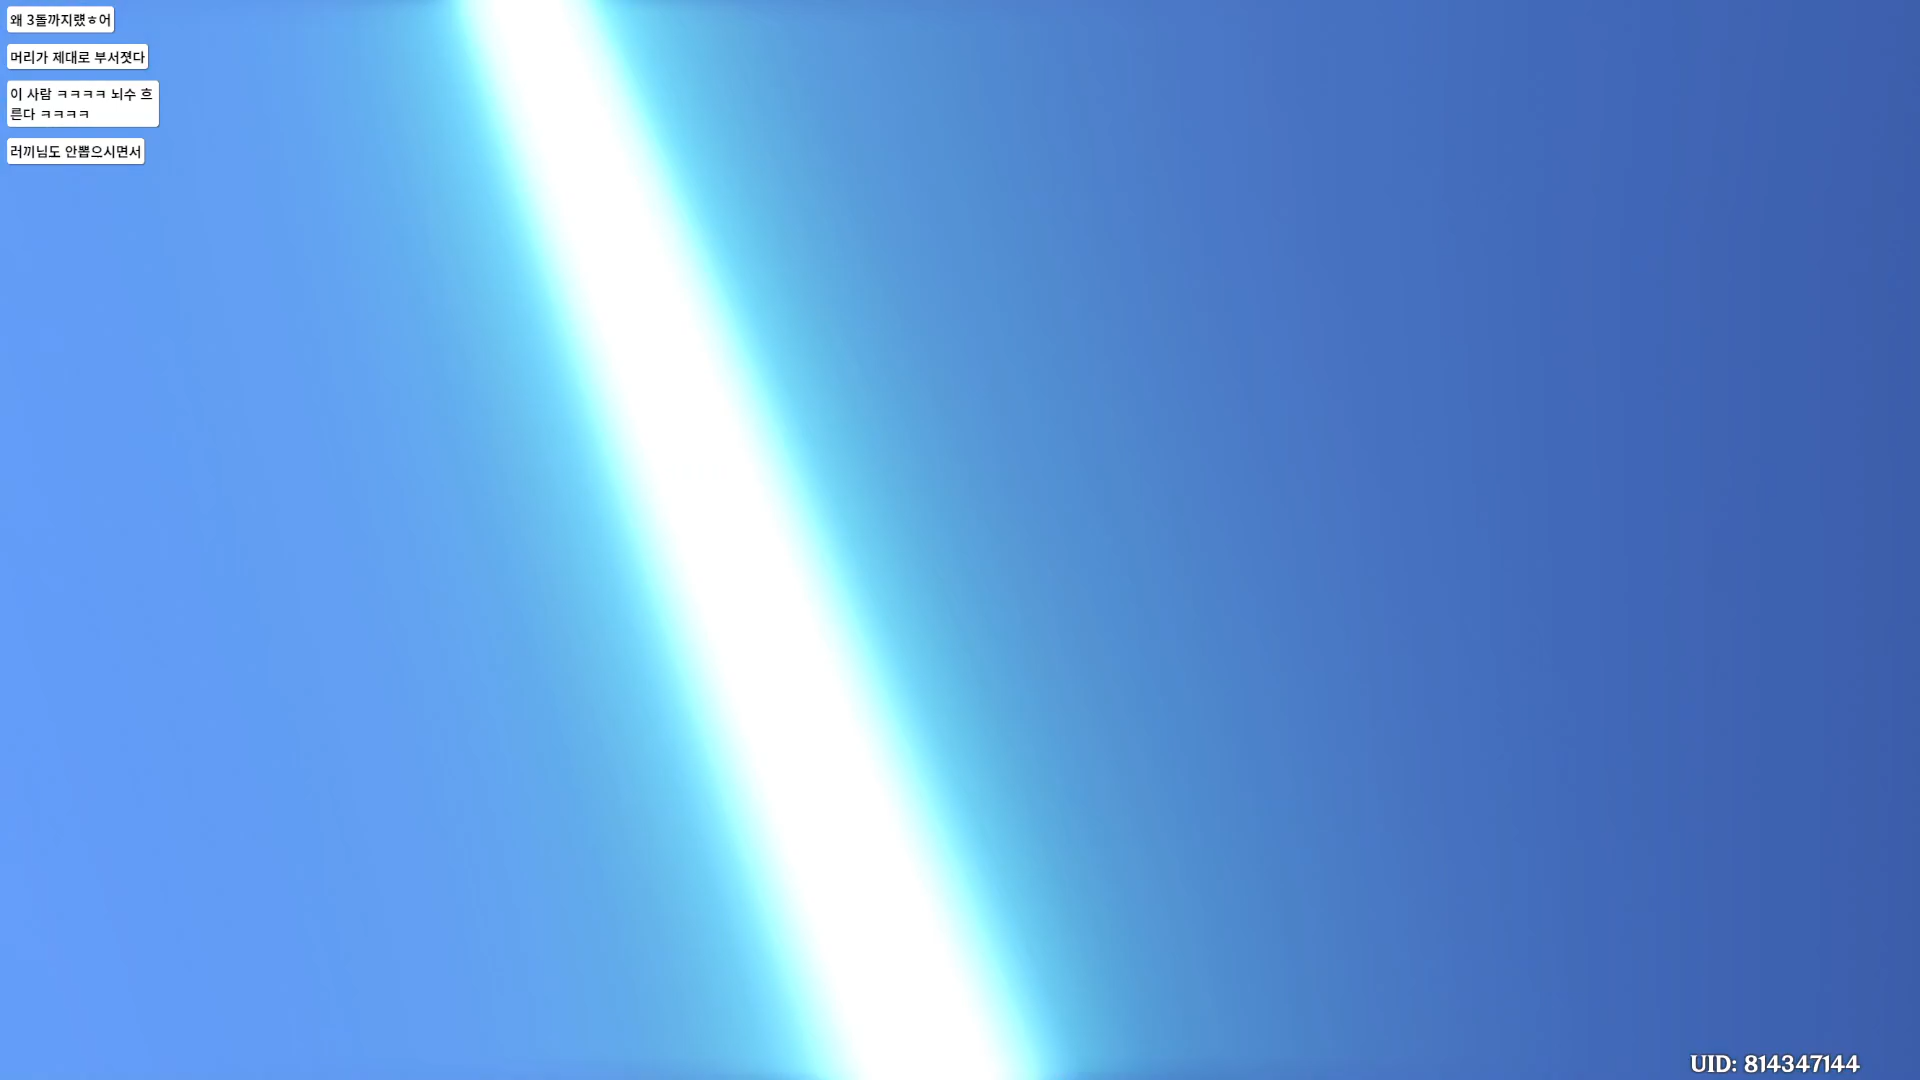 왜 3돌까지랬ㅎ어
머리가 제대로 부서졋다
이 사람 ㅋㅋㅋㅋ 뇌수 흐
른다 ㅋㅋㅋㅋ
러끼님도 안뽑으시면서
UID: 814347144